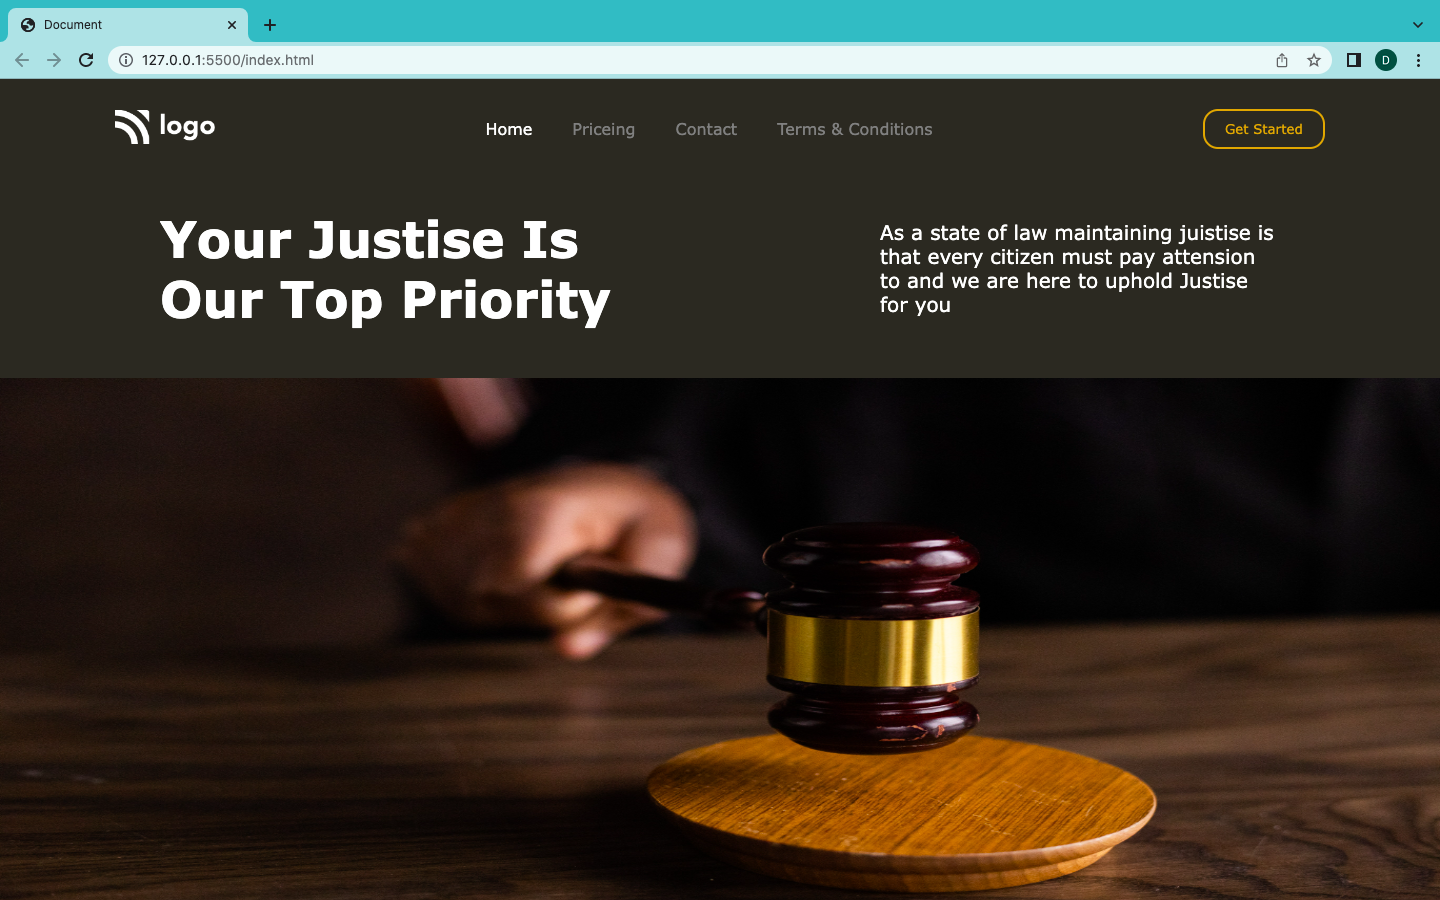 Document
127.0.0.1:5500/index.html
D
logo
Home
Priceing
Contact
Terms & Conditions
Get Started
Your Justise Is
Our Top Priority
As a state of law maintaining juistise is
that every citizen must pay attension
to and we are here to uphold Justise
for you